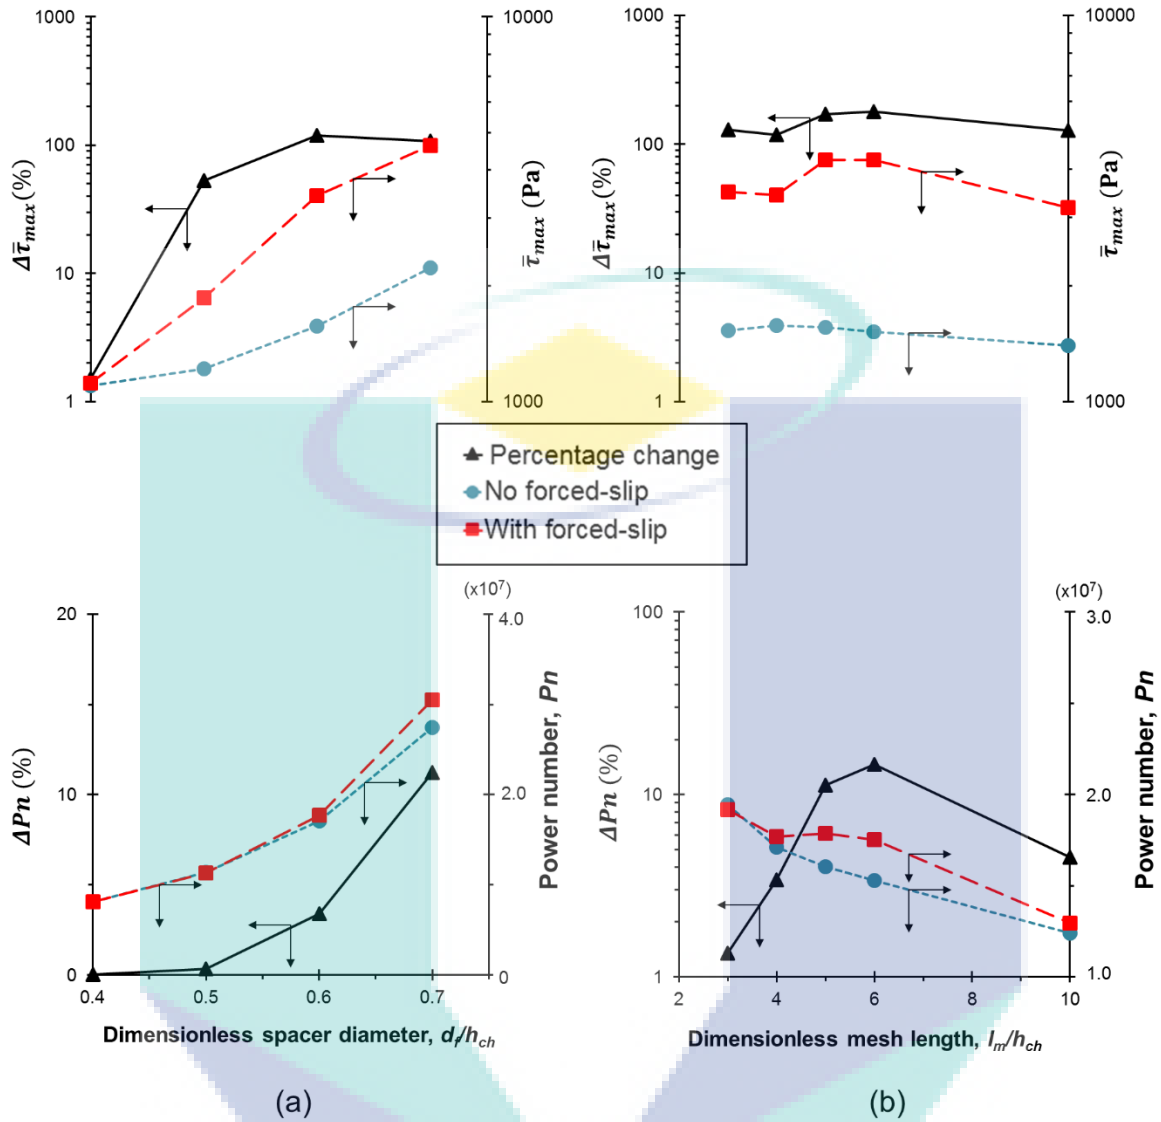 1000
100
10
1
Δτ̄max(%)
10000
1000
τ̄max (Pa)
1000
100
10
1
Δτ̄max(%)
10000
1000
τ̄max (Pa)
Percentage change
No forced-slip
With forced-slip
20
10
0
ΔPn (%)
(x10⁷)
4.0
2.0
0
Power number, Pn
0.4 0.5 0.6 0.7
Dimensionless spacer diameter, df/hch
(a)
100
10
1
ΔPn (%)
(x10⁷)
3.0
2.0
1.0
Power number, Pn
2 4 6 8 10
Dimensionless mesh length, lm/hch
(b)